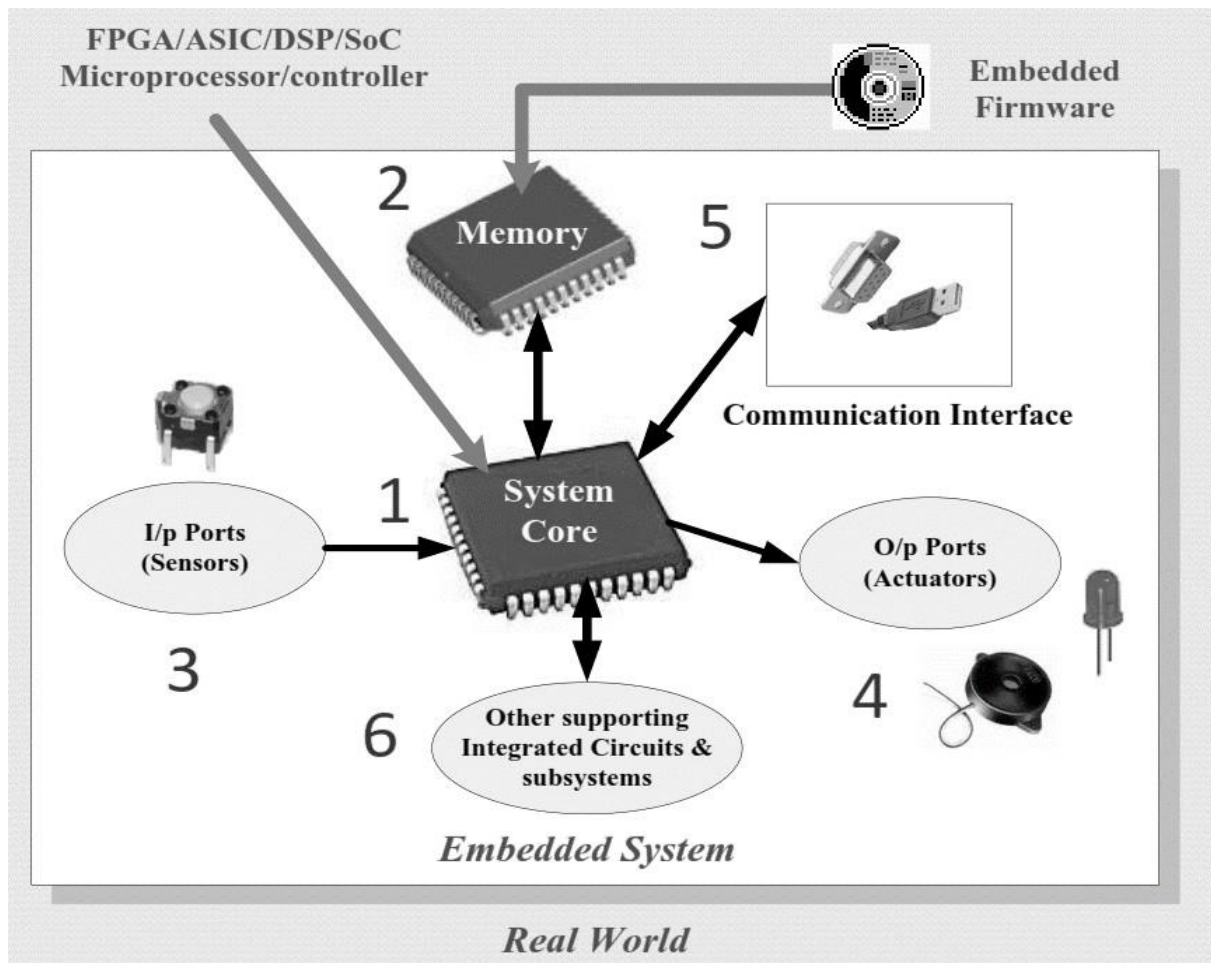 FPGA/ASIC/DSP/SoC
Microprocessor/controller
Embedded
Firmware
2
Memory
5
Communication Interface
I/p Ports
(Sensors)
1
System
Core
O/p Ports
(Actuators)
3
4
6
Other supporting
Integrated Circuits &
subsystems
Embedded System
Real World